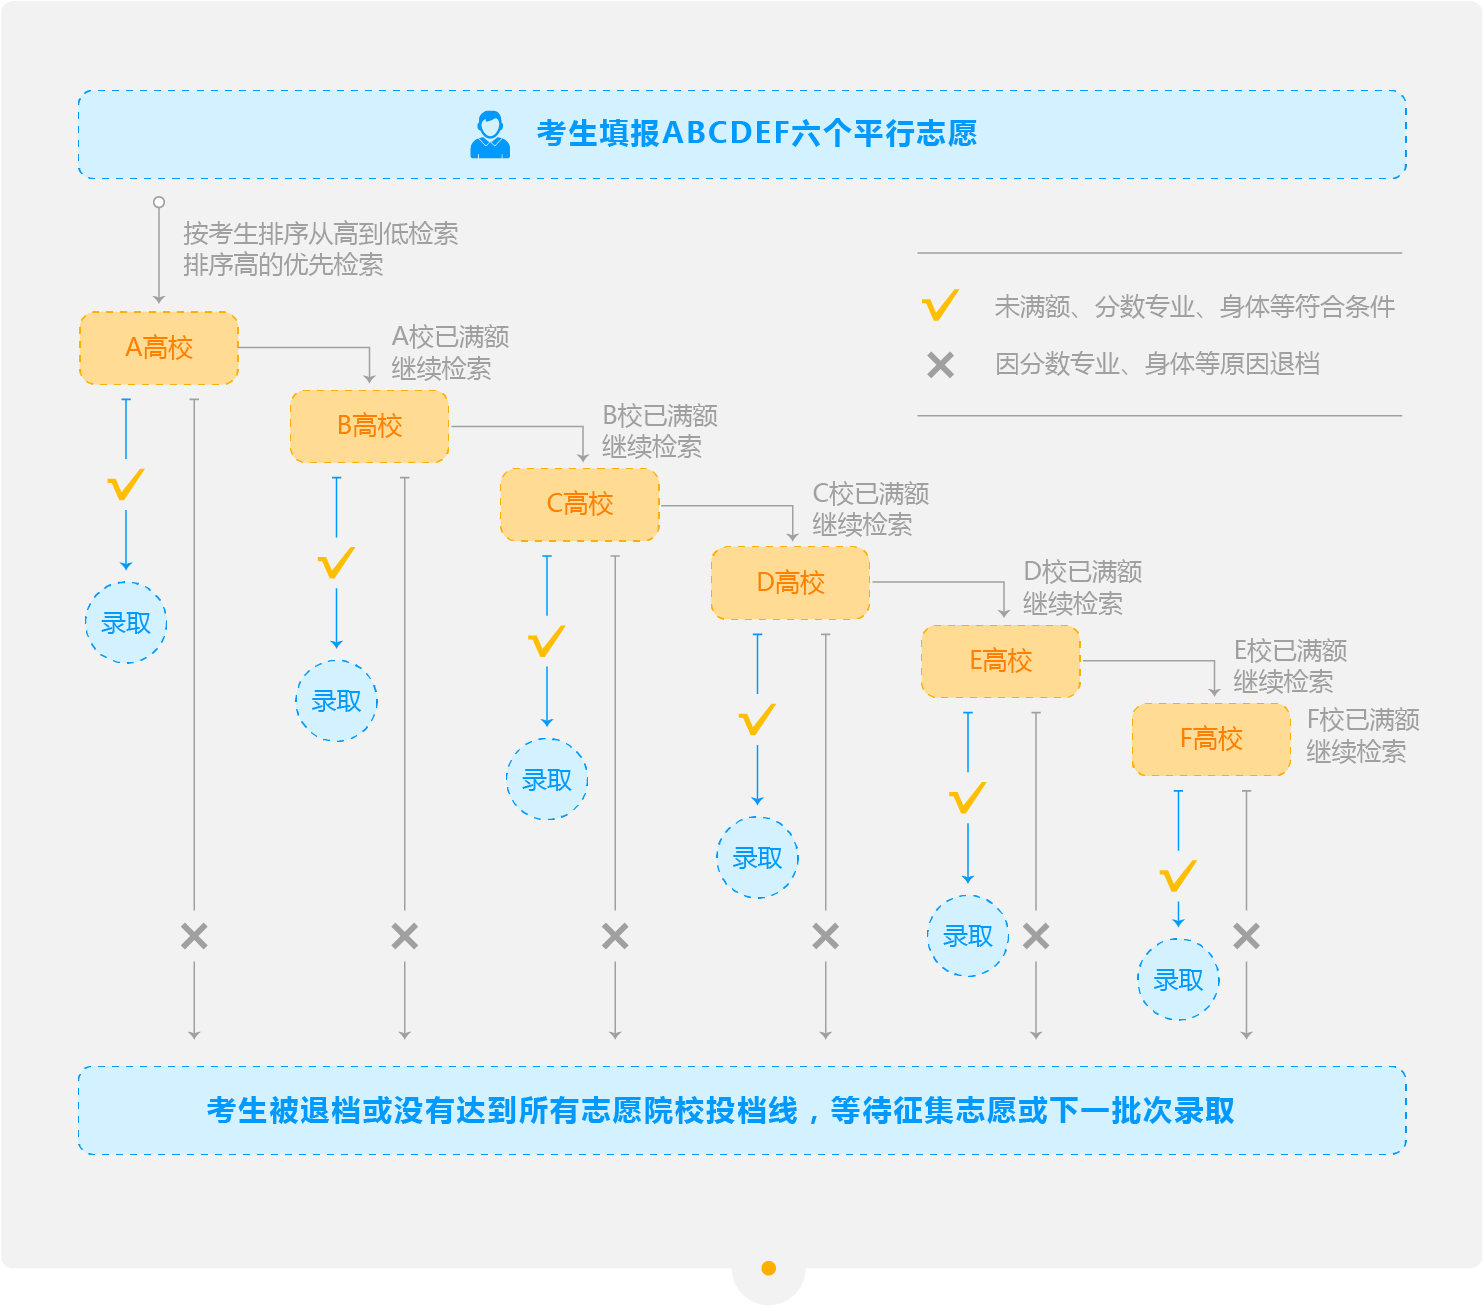 考生填报ABCDEF六个平行志愿
按考生排序从高到低检索
排序高的优先检索
未满额、分数专业、身体等符合条件
因分数专业、身体等原因退档
A高校
A校已满额
继续检索
B高校
B校已满额
继续检索
C高校
C校已满额
继续检索
D高校
D校已满额
继续检索
E高校
E校已满额
继续检索
F高校
F校已满额
继续检索
录取
录取
录取
录取
录取
录取
考生被退档或没有达到所有志愿院校投档线，等待征集志愿或下一批次录取